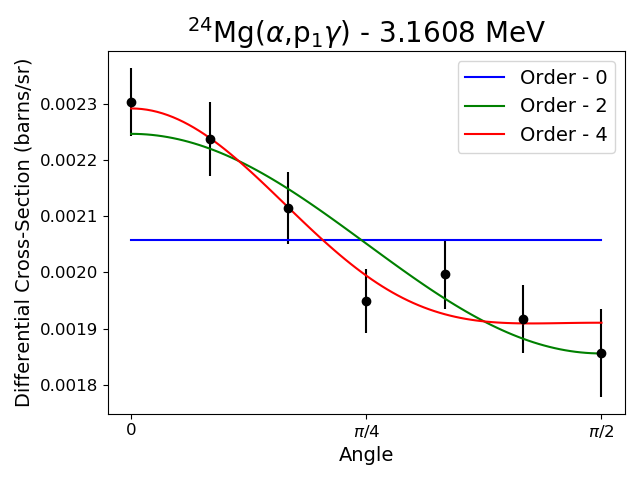 ²⁴Mg(α,p₁γ) - 3.1608 MeV
Differential Cross-Section (barns/sr)
0.0023
0.0022
0.0021
0.0020
0.0019
0.0018
Order - 0
Order - 2
Order - 4
0
π/4
π/2
Angle